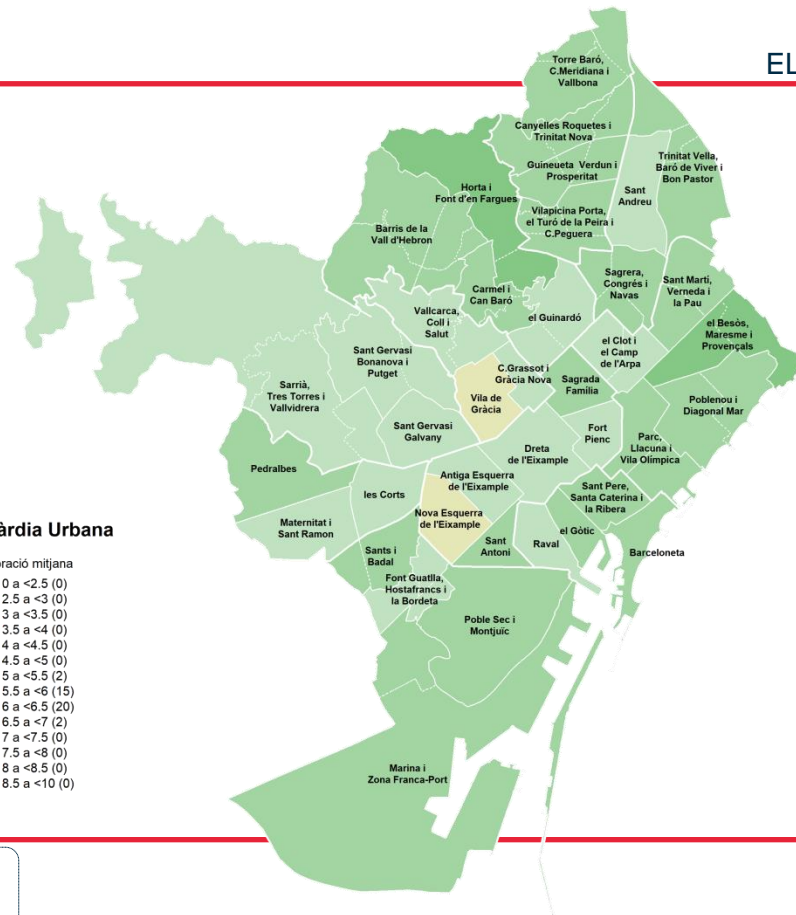 EL
Torre Baró,
C.Meridiana i
Vallbona
Canyelles Roquetes i
Trinitat Nova
Guineueta Verdun i
Prosperitat
Trinitat Vella,
Baró de Viver i
Bon Pastor
Sant
Andreu
Horta i
Font d'en Fargues
Vilapicina Porta,
el Turó de la Peira i
C.Peguera
Barris de la
Vall d'Hebron
Sagrera,
Congrés i
Navas
Sant Martí,
Verneda i
la Pau
Carmel i
Can Baró
Vallcarca,
Coll i
Salut
el Guinardó
el Besòs,
Maresme i
Provençals
el Clot i
el Camp
de l'Arpa
Sant Gervasi
Bonanova i
Putget
C.Grassot i
Gràcia Nova
Sagrada
Família
Sarrià,
Tres Torres i
Vallvidrera
Vila de
Gràcia
Poblenou i
Diagonal Mar
Sant Gervasi
Galvany
Fort
Pienc
Parc,
Llacuna i
Vila Olímpica
Dreta
de l'Eixample
Pedralbes
Antiga Esquerra
de l'Eixample
les Corts
Sant Pere,
Santa Caterina i
la Ribera
Nova Esquerra
de l'Eixample
Maternitat i
Sant Ramon
el Gòtic
Sant
Antoni
Raval
Barceloneta
Sants i
Badal
Font Guatlla,
Hostafrancs i
la Bordeta
Poble Sec i
Montjuïc
Marina i
Zona Franca-Port
àrdia Urbana
oració mitjana
0 a <2.5 (0)
2.5 a <3 (0)
3 a <3.5 (0)
3.5 a <4 (0)
4 a <4.5 (0)
4.5 a <5 (0)
5 a <5.5 (2)
5.5 a <6 (15)
6 a <6.5 (20)
6.5 a <7 (2)
7 a <7.5 (0)
7.5 a <8 (0)
8 a <8.5 (0)
8.5 a <10 (0)